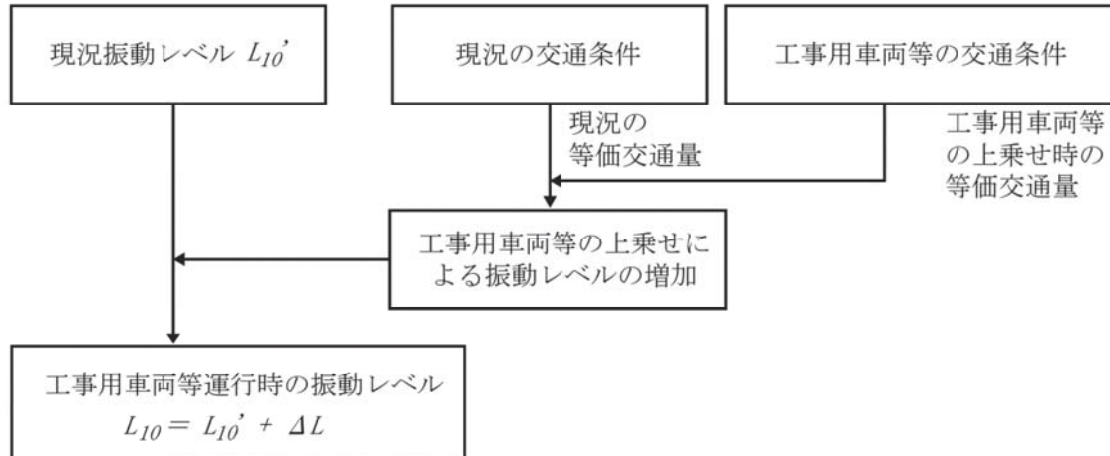 現況振動レベル L10’
現況の交通条件
工事用車両等の交通条件
現況の
等価交通量
工事用車両等
の上乗せ時の
等価交通量
工事用車両等の上乗せに
よる振動レベルの増加
工事用車両等運行時の振動レベル
L10 = L10’ + ΔL